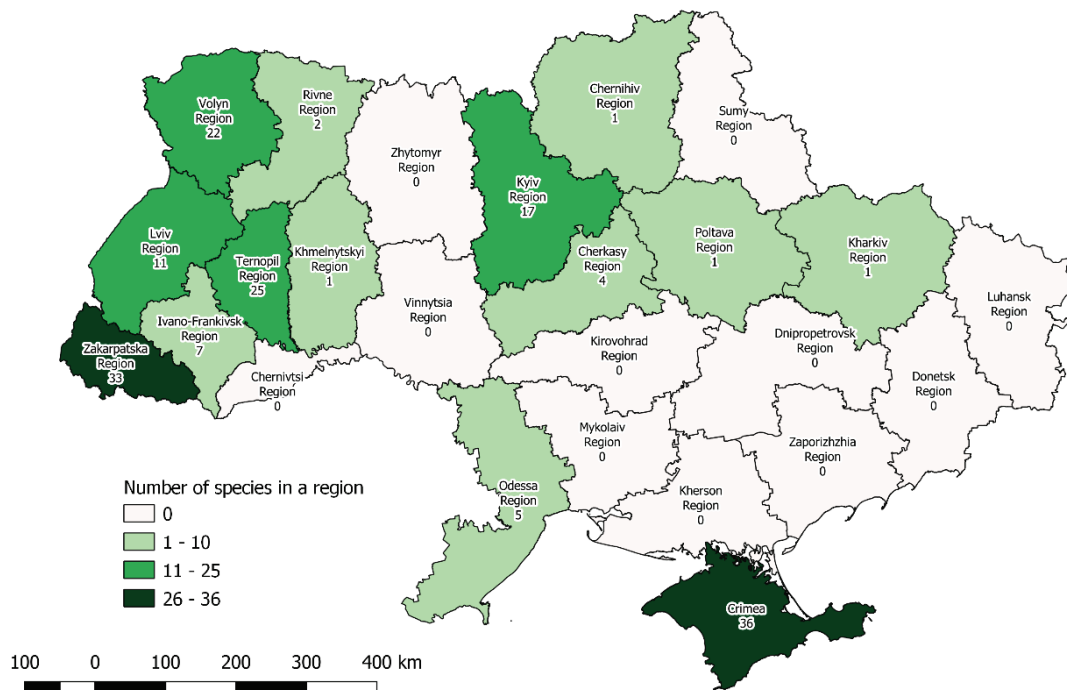 Volyn
Region
22
Rivne
Region
2
Zhytomyr
Region
0
Kyiv
Region
17
Chernihiv
Region
1
Sumy
Region
0
Lviv
Region
11
Ternopil
Region
25
Khmelnytskyi
Region
1
Vinnytsia
Region
0
Cherkasy
Region
4
Poltava
Region
1
Kharkiv
Region
1
Luhansk
Region
0
Zakarpatska
Region
33
Ivano-Frankivsk
Region
7
Chernivtsi
Region
0
Kirovohrad
Region
0
Dnipropetrovsk
Region
0
Donetsk
Region
0
Odessa
Region
5
Mykolaiv
Region
0
Kherson
Region
0
Zaporizhzhia
Region
0
Crimea
36
Number of species in a region
0
1 - 10
11 - 25
26 - 36
100 0 100 200 300 400 km